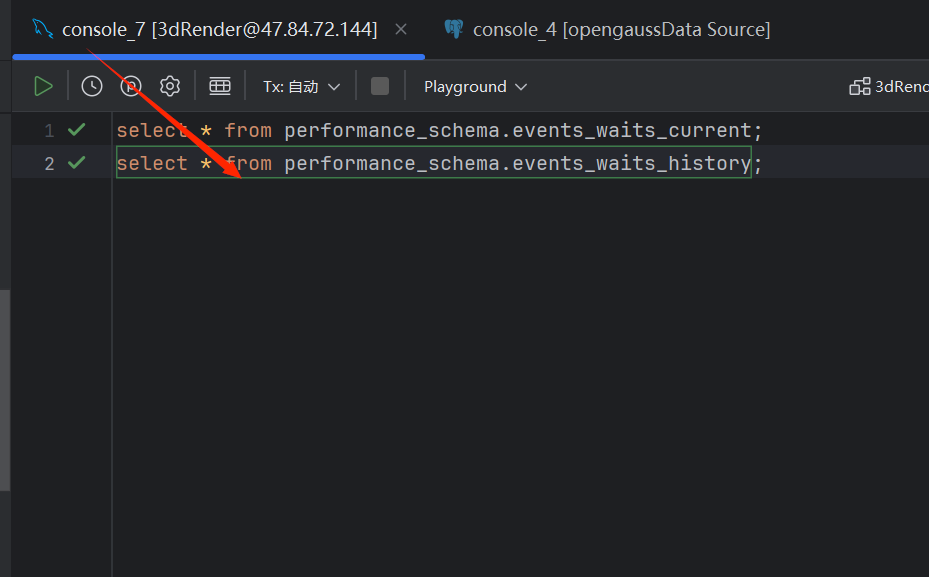 console_7 [3dRender@47.84.72.144]
console_4 [opengaussData Source]
Tx: 自动
Playground
3dRend
1 select * from performance_schema.events_waits_current;
2 select * from performance_schema.events_waits_history;